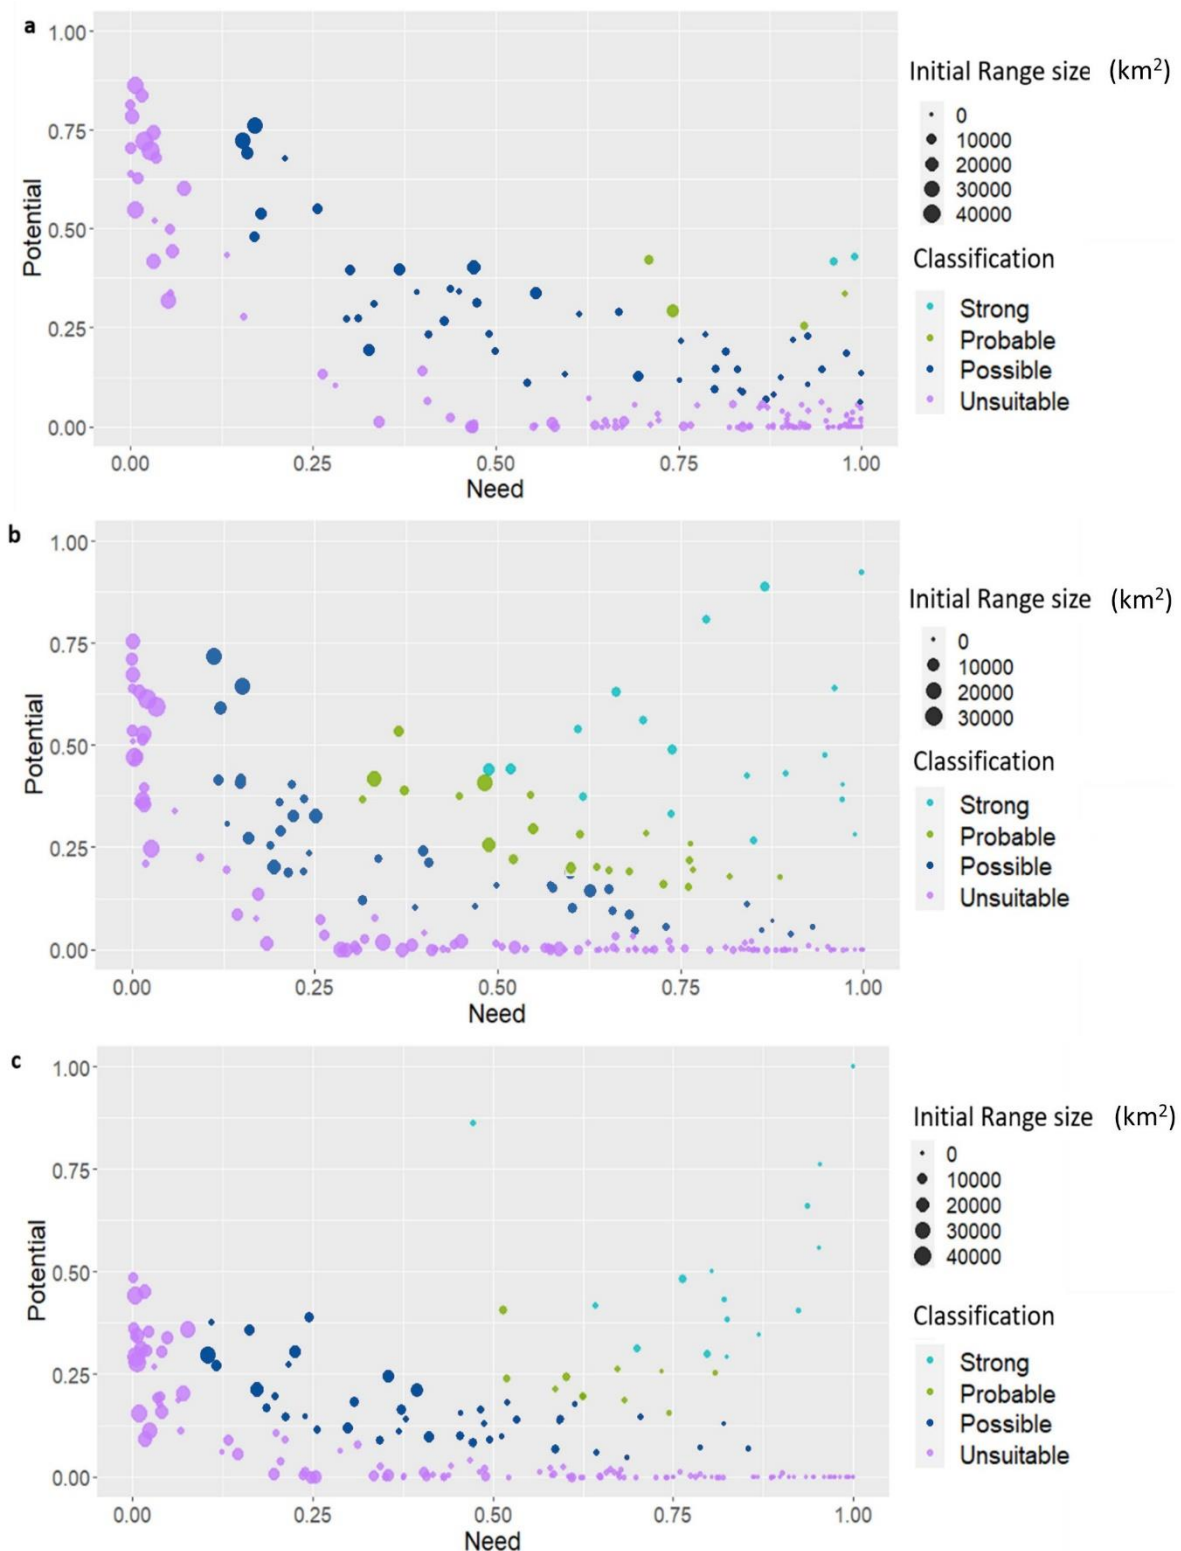 a
1.00
0.75
0.50
0.25
0.00
Potential
0.00 0.25 0.50 0.75 1.00
Need
Initial Range size (km²)
0
10000
20000
30000
40000
Classification
Strong
Probable
Possible
Unsuitable
b
1.00
0.75
0.50
0.25
0.00
Potential
0.00 0.25 0.50 0.75 1.00
Need
Initial Range size (km²)
0
10000
20000
30000
Classification
Strong
Probable
Possible
Unsuitable
c
1.00
0.75
0.50
0.25
0.00
Potential
0.00 0.25 0.50 0.75 1.00
Need
Initial Range size (km²)
0
10000
20000
30000
40000
Classification
Strong
Probable
Possible
Unsuitable